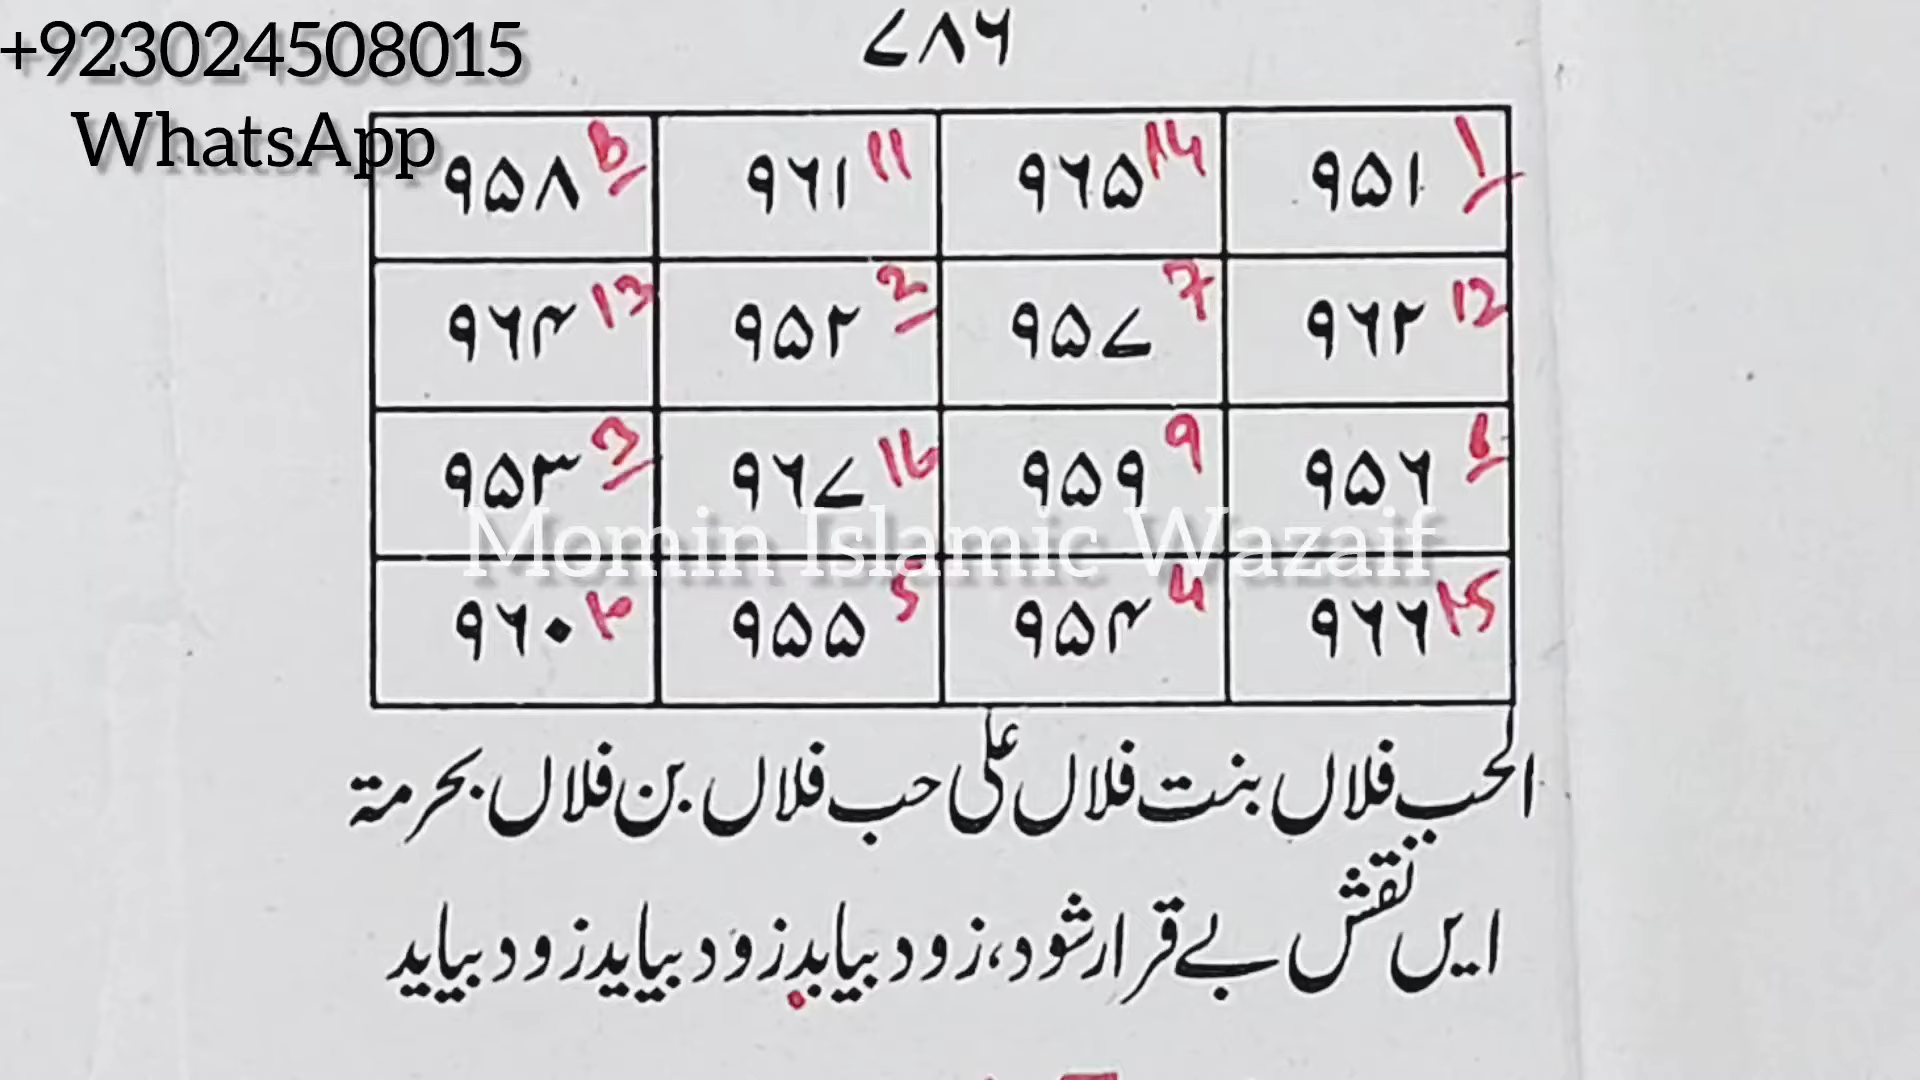 +923024508015
WhatsApp
۷۸۶
۹۵۸ 8 ۹۶۱ 11 ۹۶۵ 14 ۹۵۱ 1
۹۶۴ 13 ۹۵۲ 2 ۹۵۷ 7 ۹۶۲ 12
۹۵۳ 3 ۹۶۷ 16 ۹۵۹ 9 ۹۵۶ 6
Momin Islamic Wazaif
۹۶۰ ۹۵۵ 5 ۹۵۴ 4 ۹۶۶ 15
الحب فلاں بنت فلاں علی حب فلاں بن فلاں بحرمتہ
ایں نقش بے قرار شود، زود بیاید زود بیاید زود بیاید